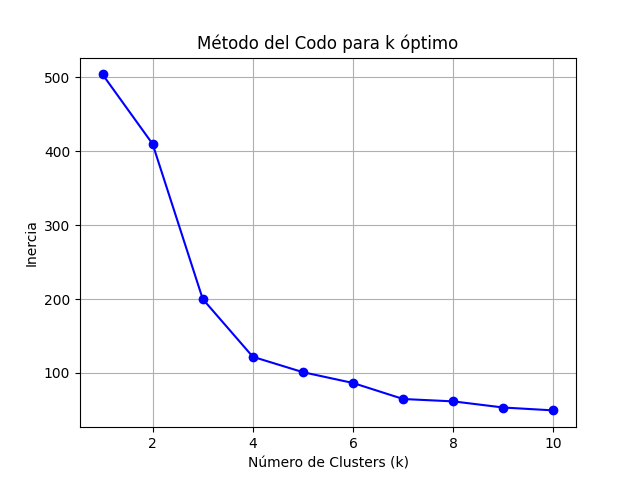 Método del Codo para k óptimo
500
400
300
200
100
Inercia
2 4 6 8 10
Número de Clusters (k)